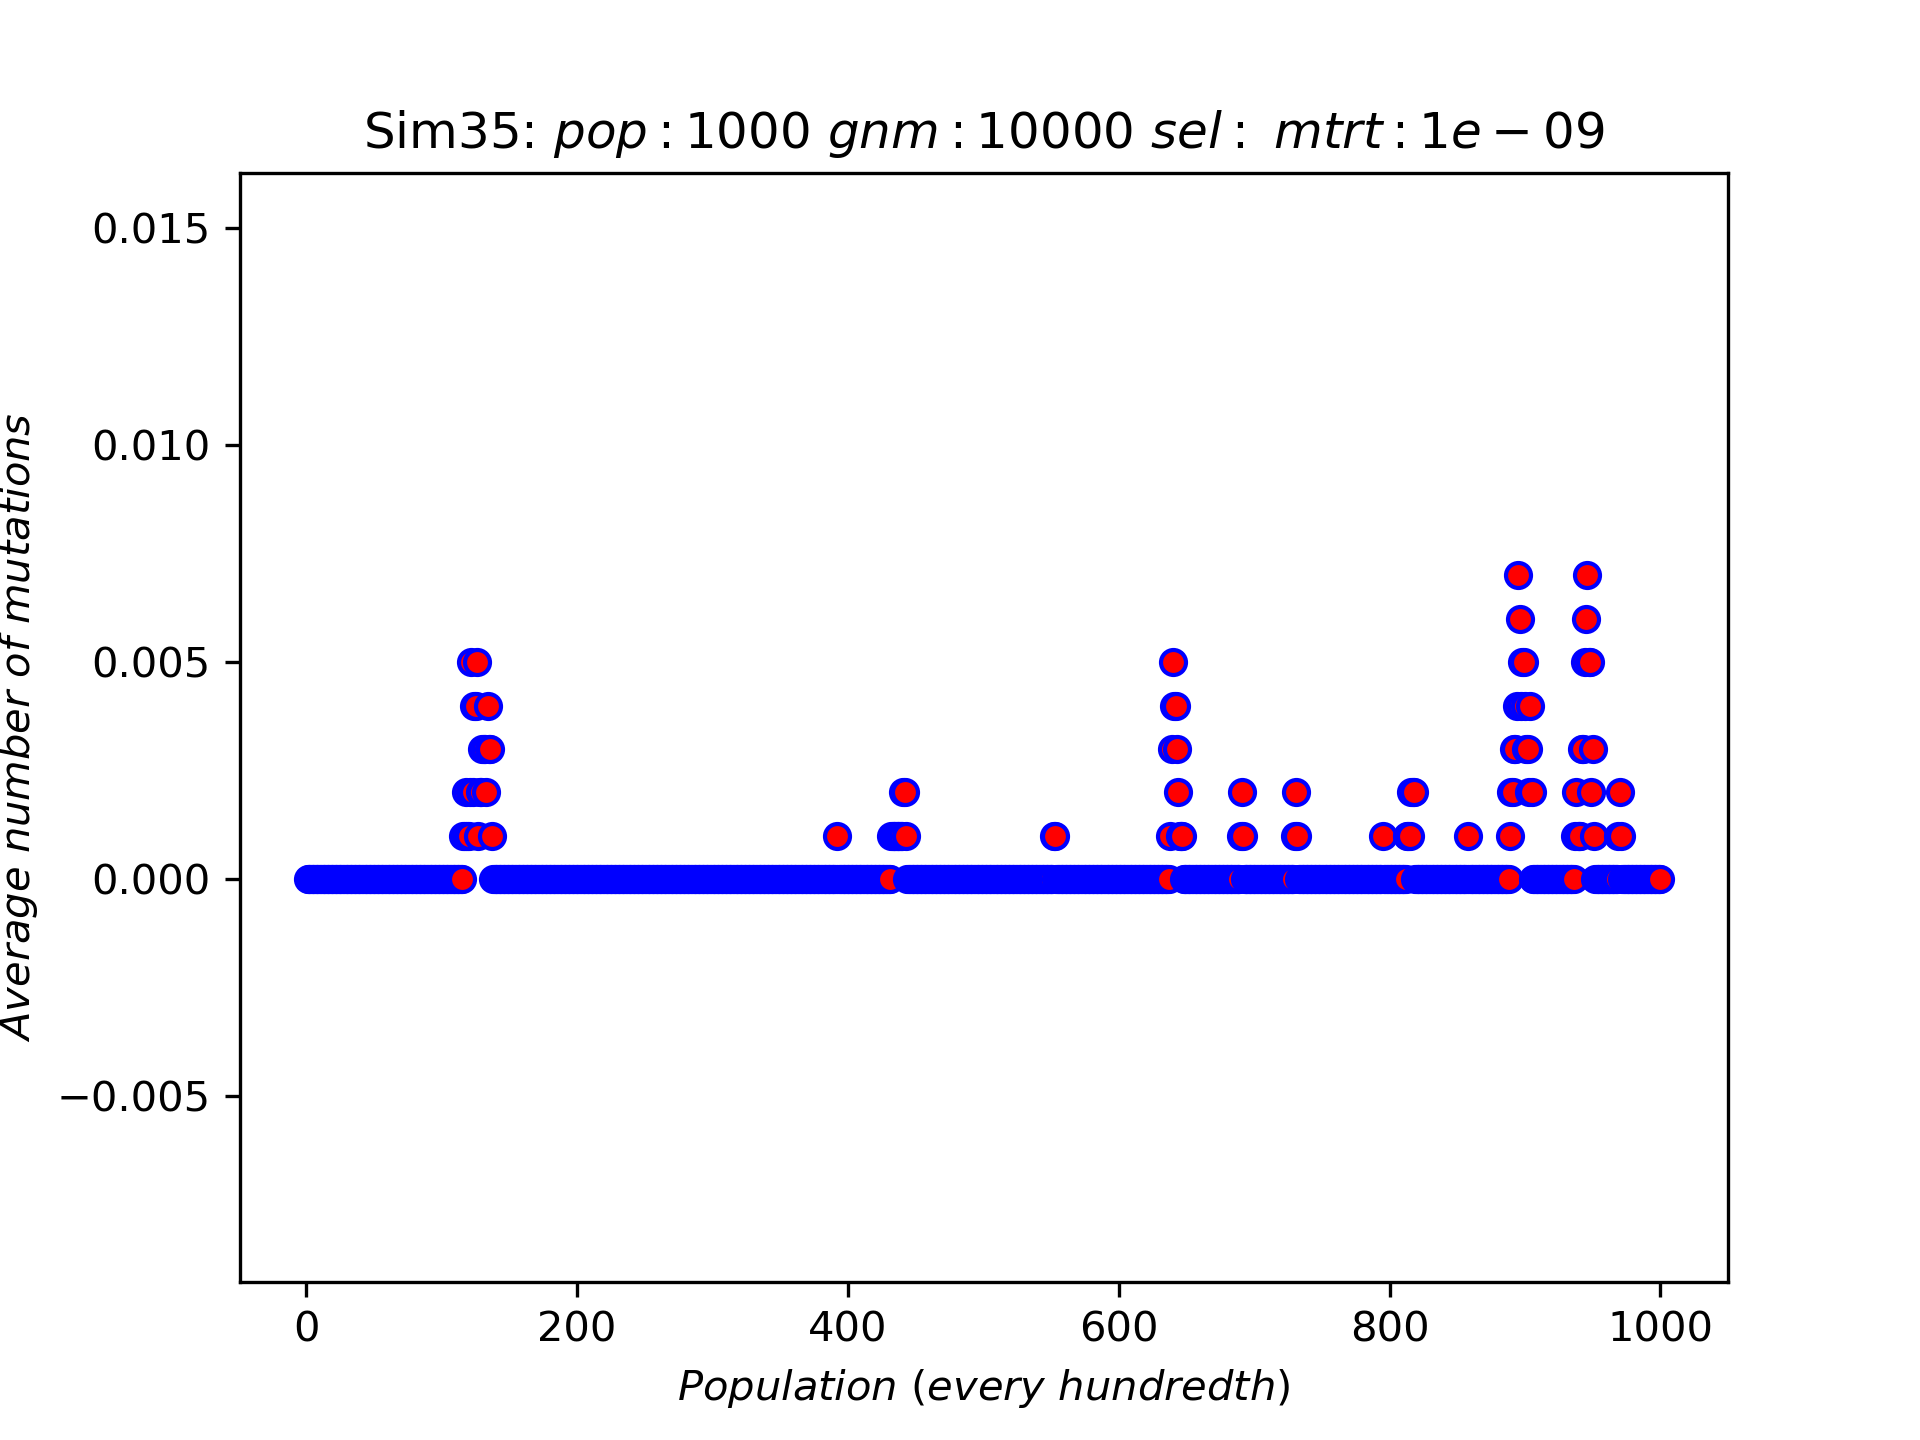 Sim35: pop : 1000 gnm : 10000 sel : mtrt : 1e − 09
0.015
0.010
0.005
0.000
−0.005
Average number of mutations
0 200 400 600 800 1000
Population (every hundredth)